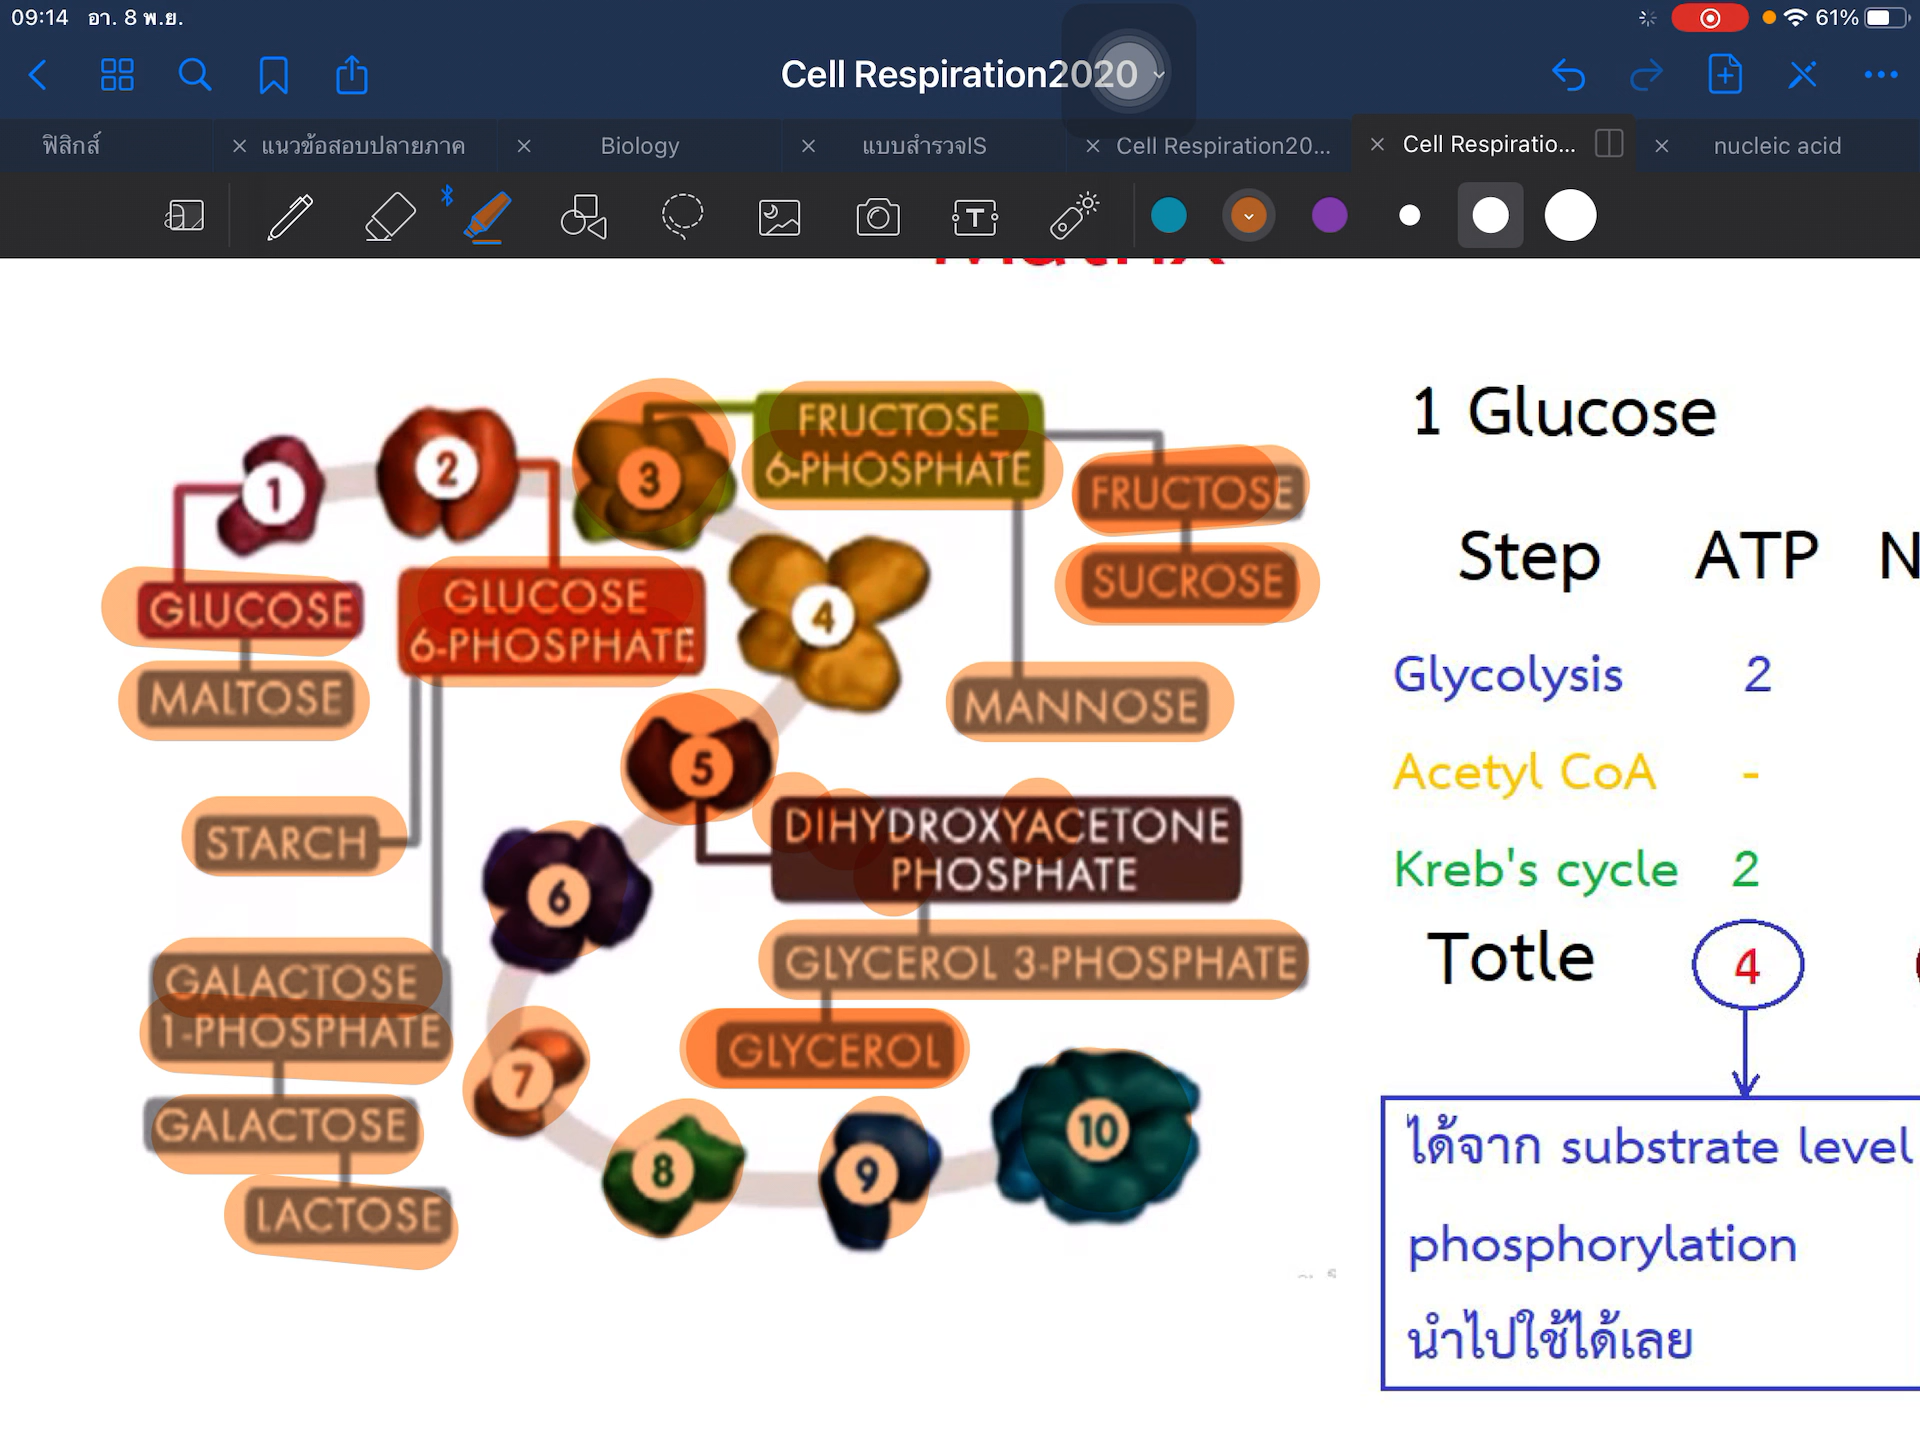 09:14 อา. 8 พ.ย.
61%
Cell Respiration2020
ฟิสิกส์
แนวข้อสอบปลายภาค
Biology
แบบสำรวจIS
Cell Respiration20...
Cell Respiratio...
nucleic acid
Matrix
1
2
3
4
5
6
7
8
9
10
FRUCTOSE
6-PHOSPHATE
FRUCTOSE
SUCROSE
GLUCOSE
MALTOSE
GLUCOSE
6-PHOSPHATE
MANNOSE
STARCH
DIHYDROXYACETONE
PHOSPHATE
GLYCEROL 3-PHOSPHATE
GLYCEROL
GALACTOSE
1-PHOSPHATE
GALACTOSE
LACTOSE
1 Glucose
Step ATP N
Glycolysis 2
Acetyl CoA -
Kreb's cycle 2
Totle 4
ได้จาก substrate level
phosphorylation
นำไปใช้ได้เลย